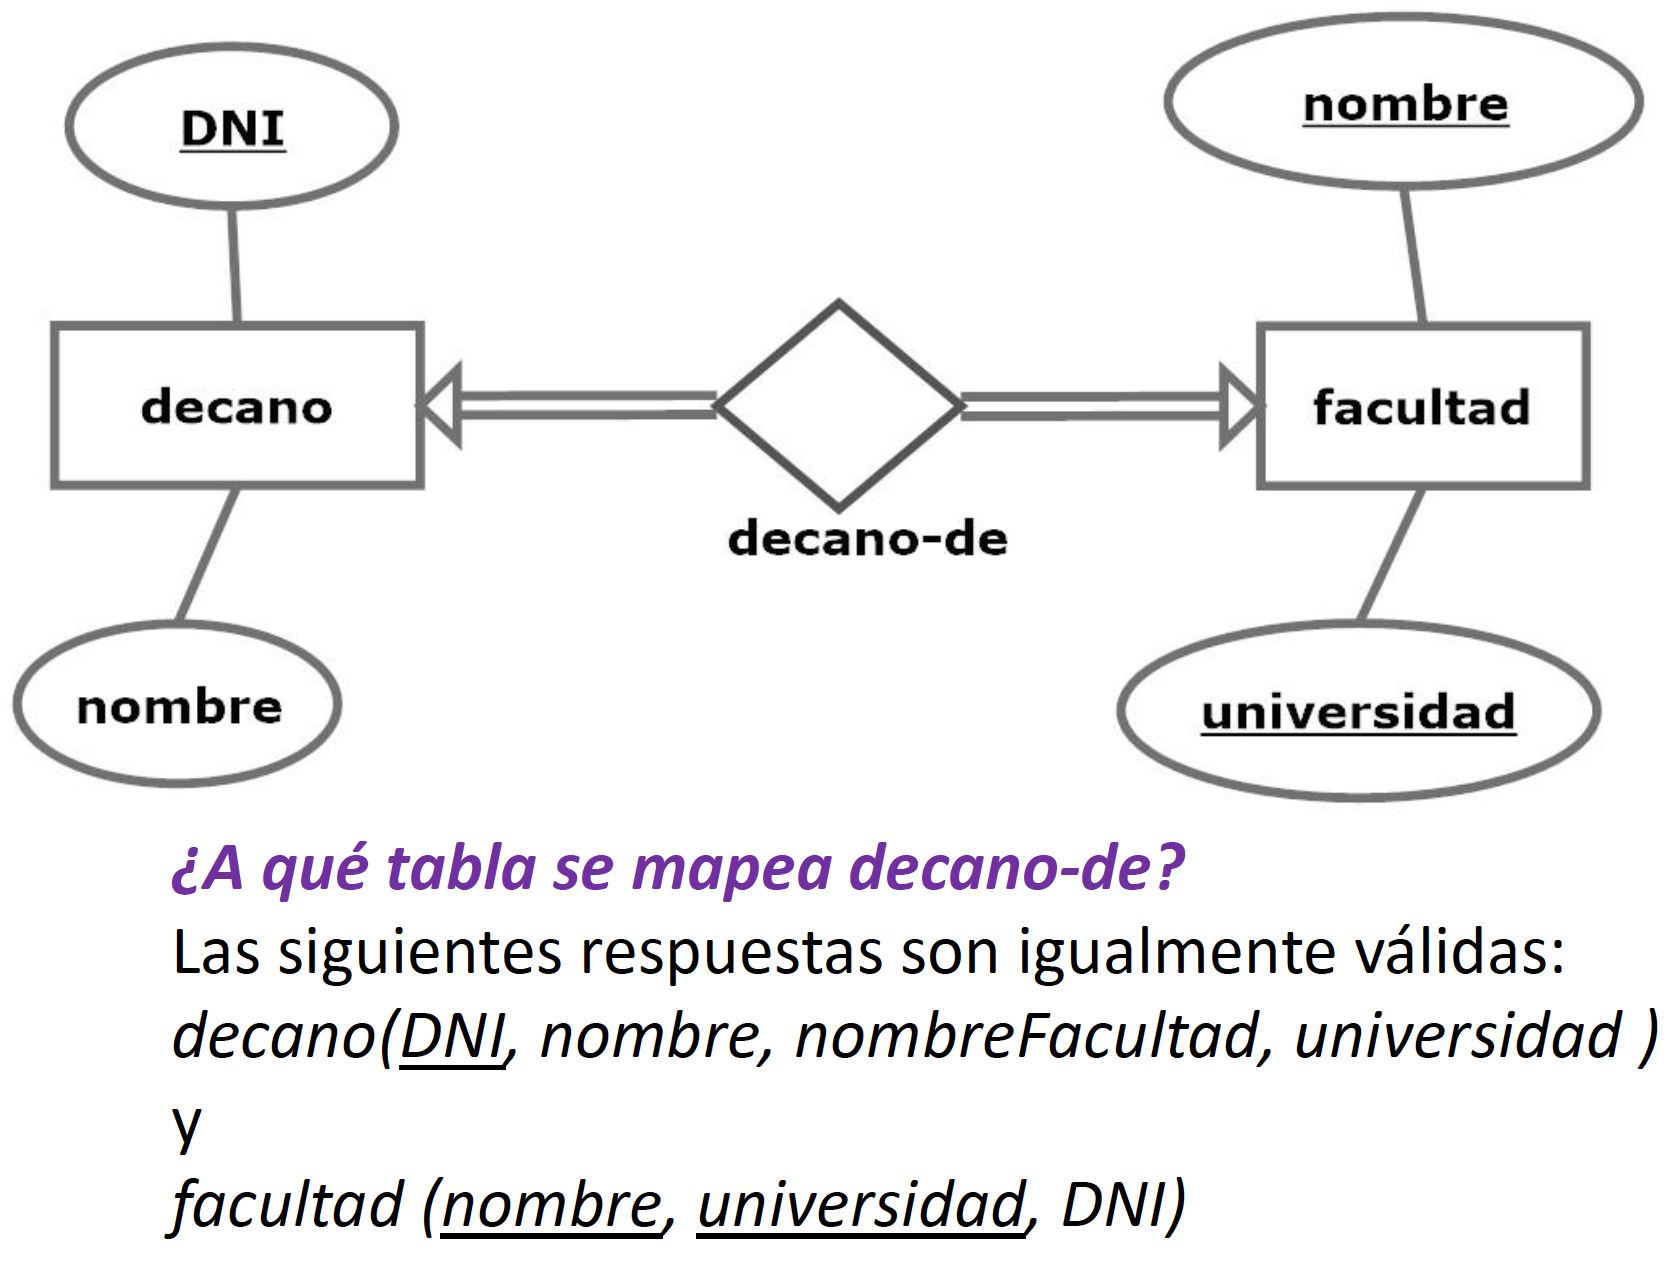 DNI
nombre
decano
facultad
decano-de
nombre
universidad
¿A qué tabla se mapea decano-de?
Las siguientes respuestas son igualmente válidas:
decano(DNI, nombre, nombreFacultad, universidad )
y
facultad (nombre, universidad, DNI)